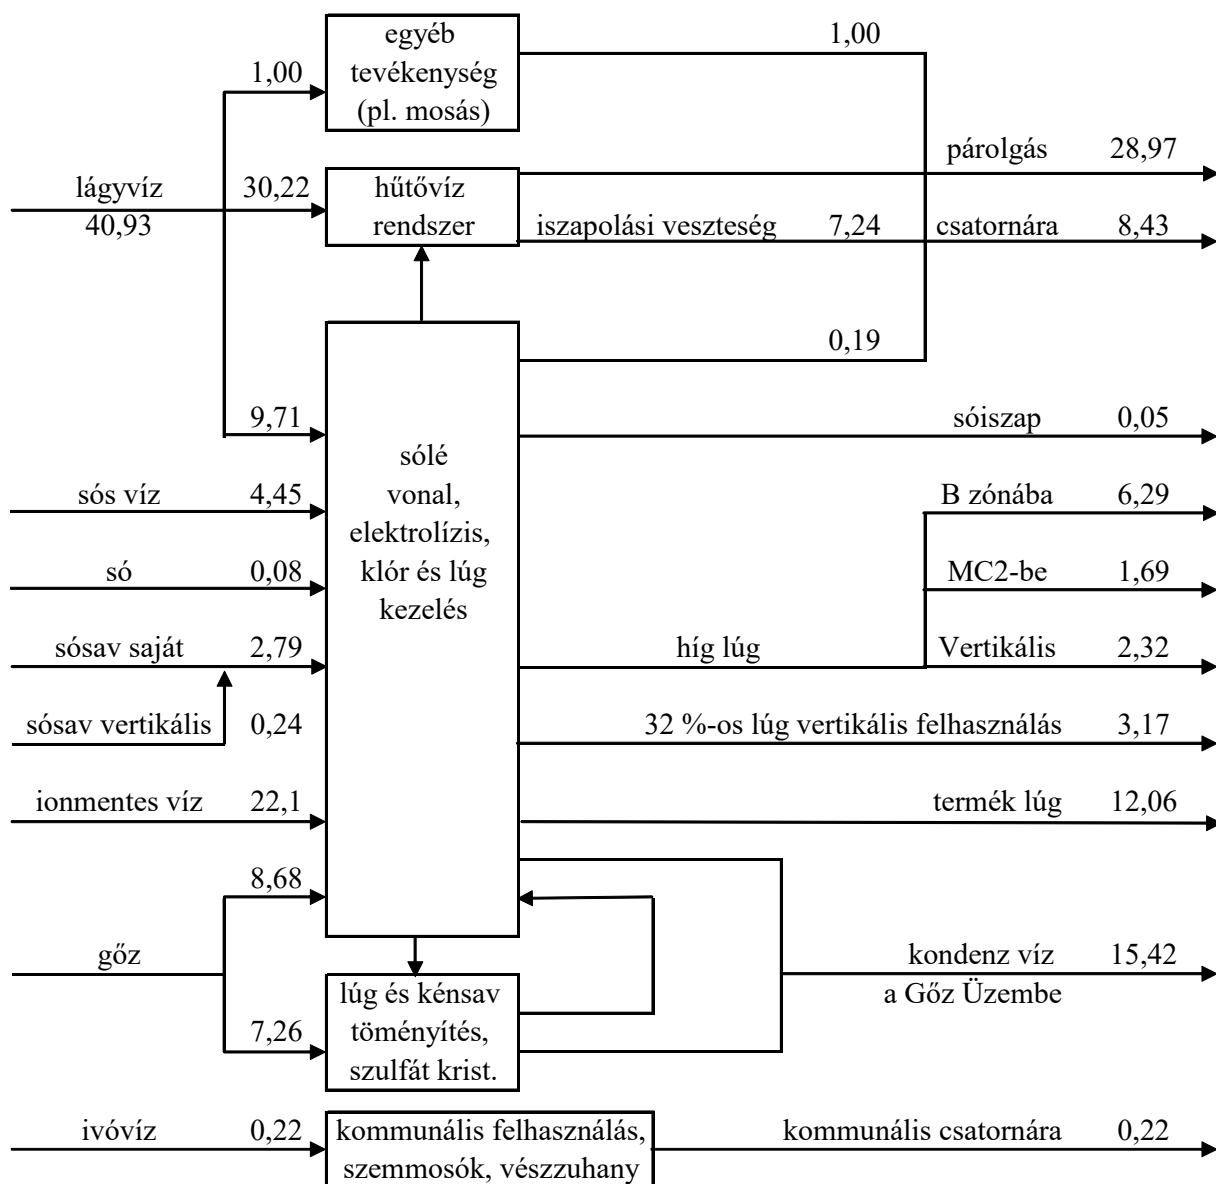 egyéb
tevékenység
(pl. mosás)
1,00
1,00
párolgás 28,97
lágyvíz
40,93
30,22
hűtővíz
rendszer
iszapolási veszteség 7,24
csatornára 8,43
0,19
9,71
sóiszap 0,05
sólé
vonal,
elektrolízis,
klór és lúg
kezelés
sós víz 4,45
B zónába 6,29
só 0,08
MC2-be 1,69
sósav saját 2,79
híg lúg
Vertikális 2,32
sósav vertikális 0,24
32 %-os lúg vertikális felhasználás 3,17
ionmentes víz 22,1
termék lúg 12,06
8,68
gőz
kondenz víz 15,42
a Gőz Üzembe
7,26
lúg és kénsav
töményítés,
szulfát krist.
ivóvíz 0,22
kommunális felhasználás,
szemmosók, vészzuhany
kommunális csatornára 0,22